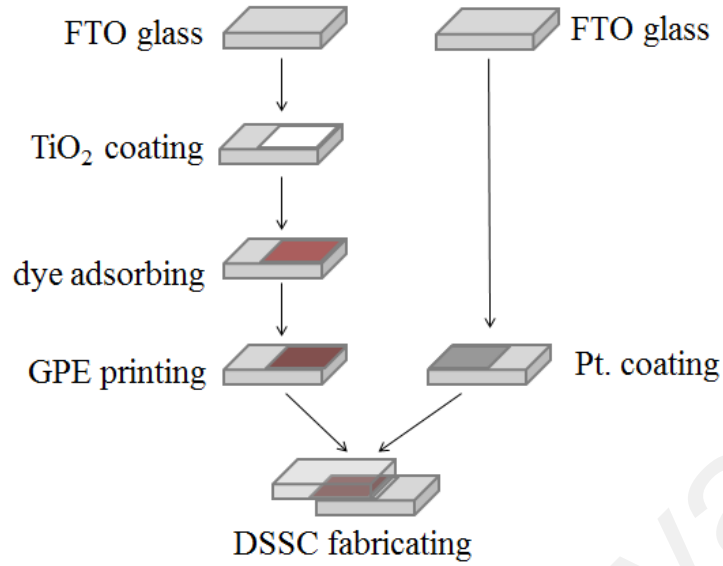 FTO glass
FTO glass
TiO₂ coating
dye adsorbing
GPE printing
Pt. coating
DSSC fabricating